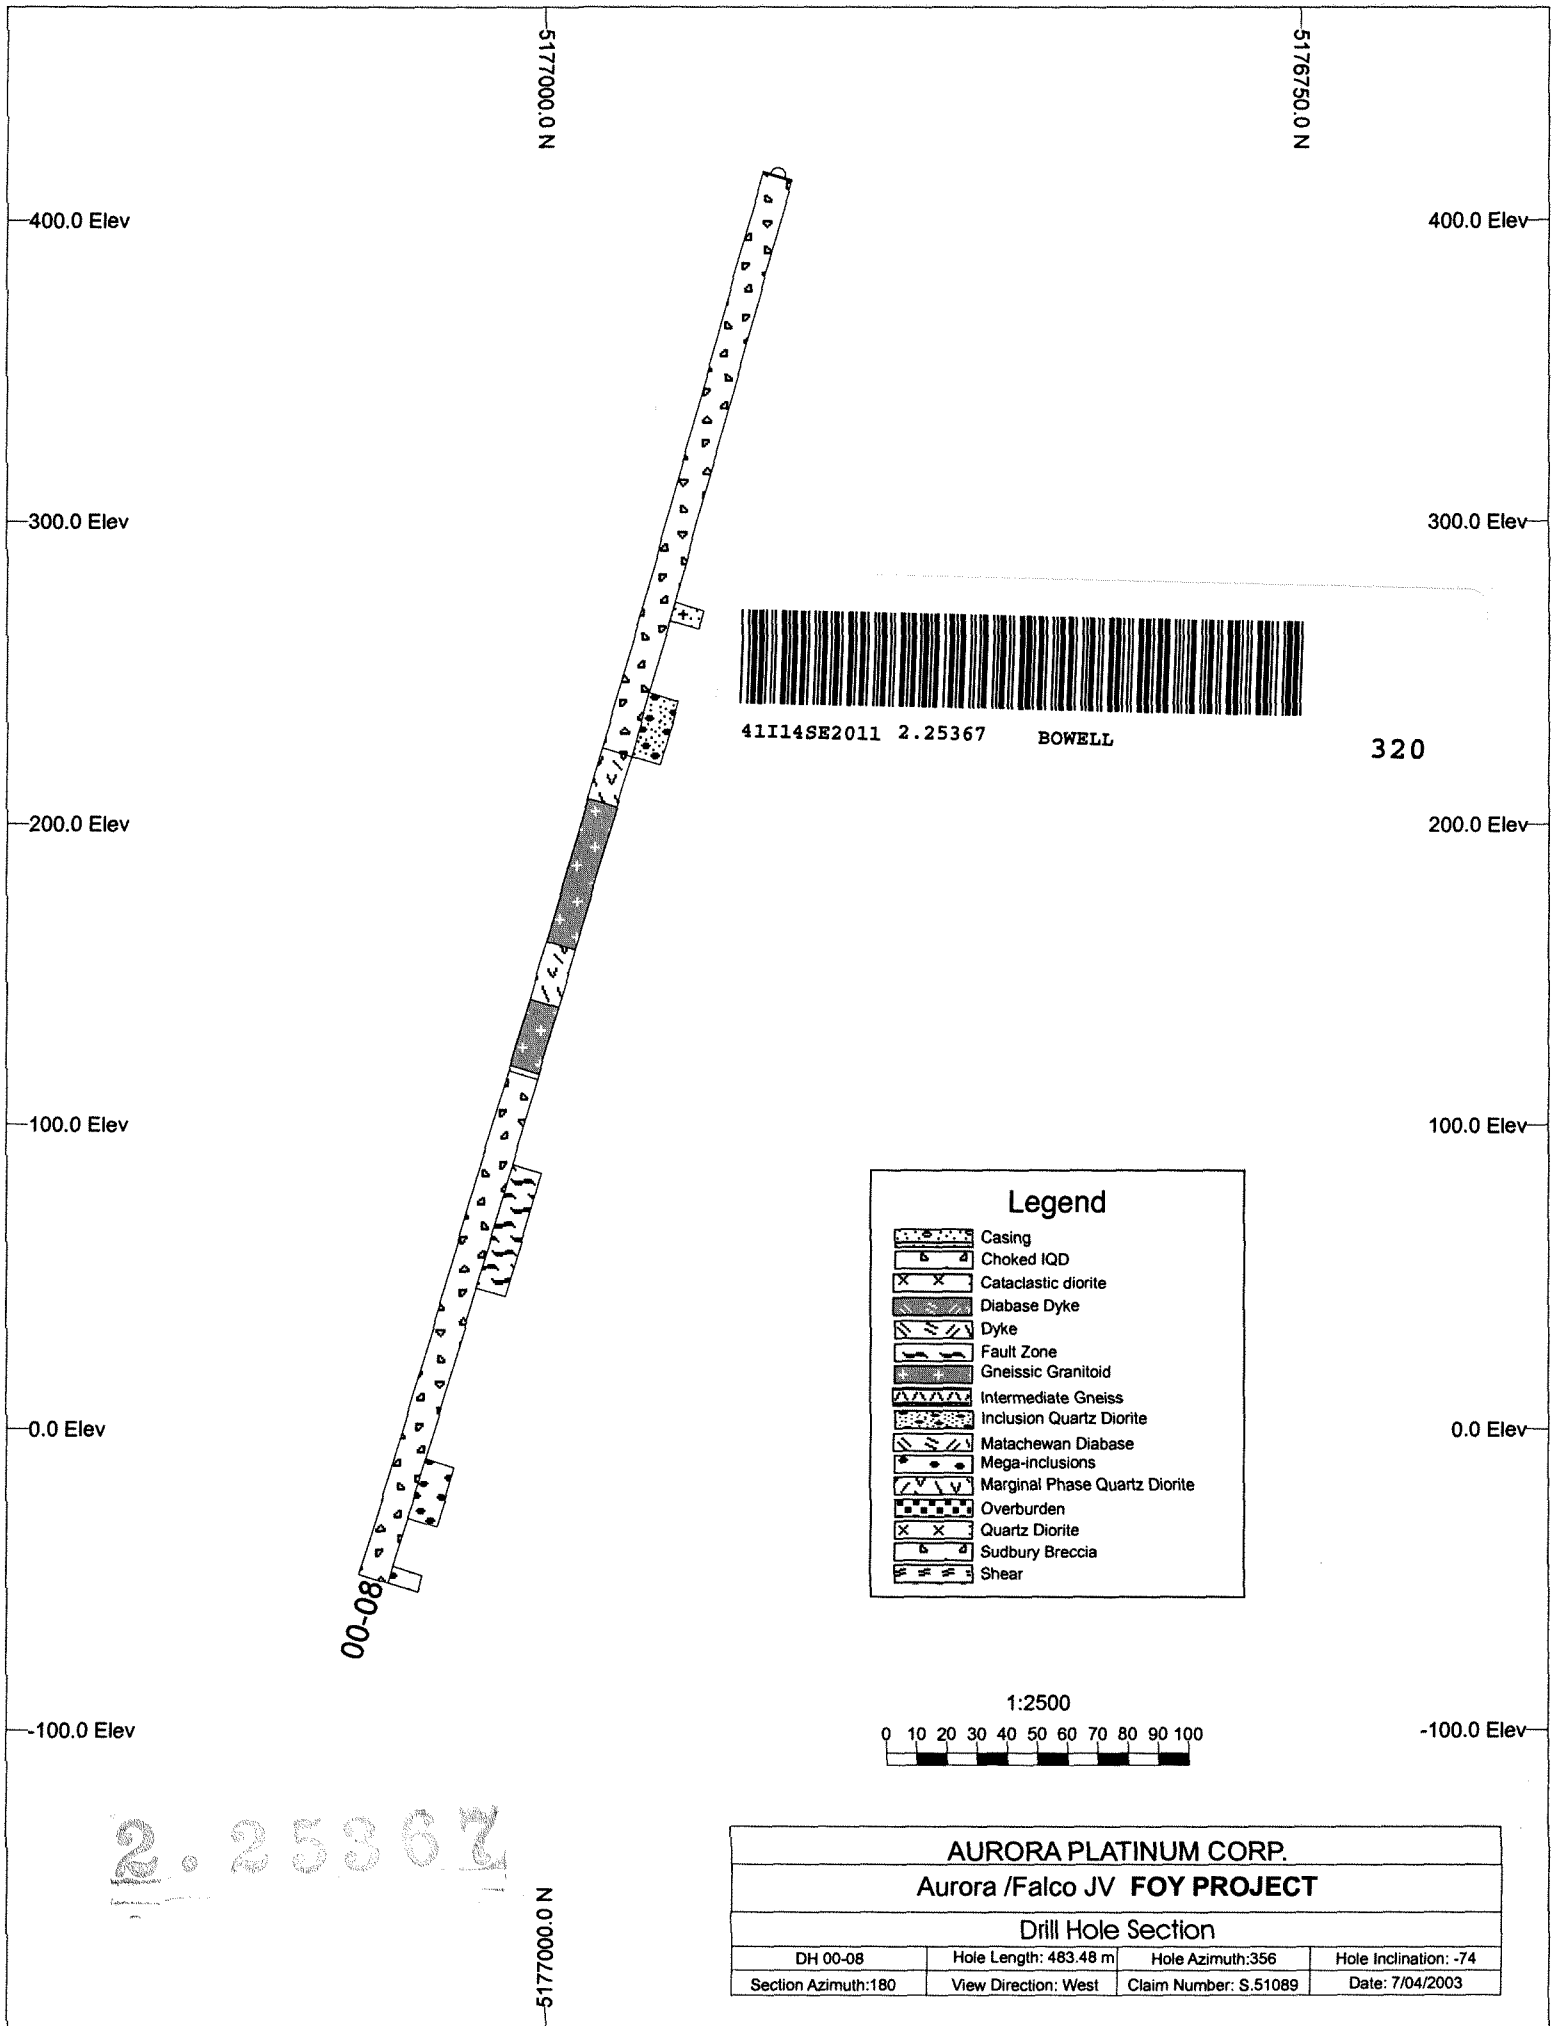 5177000.0 N
5176750.0 N
400.0 Elev
400.0 Elev
300.0 Elev
300.0 Elev
41I14SE2011 2.25367 BOWELL
320
200.0 Elev
200.0 Elev
100.0 Elev
100.0 Elev
Legend
Casing
Choked IQD
Cataclastic diorite
Diabase Dyke
Dyke
Fault Zone
Gneissic Granitoid
Intermediate Gneiss
Inclusion Quartz Diorite
Matachewan Diabase
Mega-inclusions
Marginal Phase Quartz Diorite
Overburden
Quartz Diorite
Sudbury Breccia
Shear
0.0 Elev
0.0 Elev
00-08
1:2500
0 10 20 30 40 50 60 70 80 90 100
-100.0 Elev
-100.0 Elev
2.25367
5177000.0 N
AURORA PLATINUM CORP.
Aurora /Falco JV FOY PROJECT
Drill Hole Section
DH 00-08 Hole Length: 483.48 m Hole Azimuth:356 Hole Inclination: -74
Section Azimuth:180 View Direction: West Claim Number: S.51089 Date: 7/04/2003